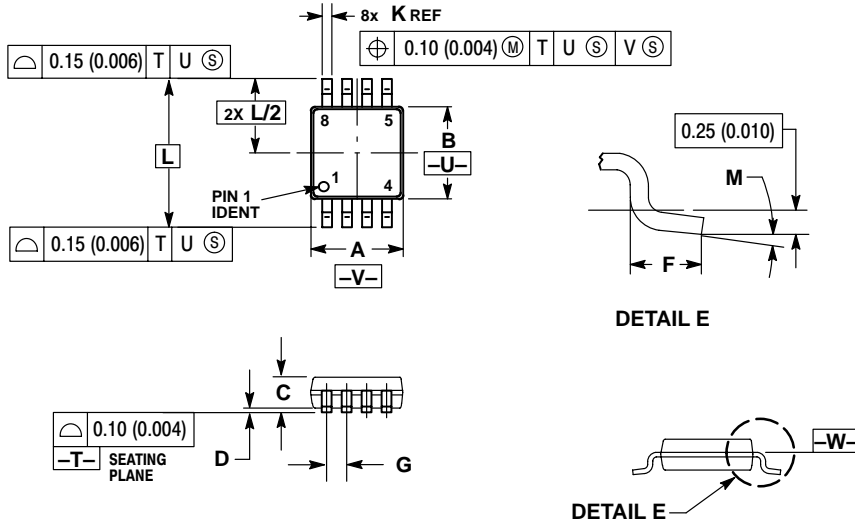 8x K REF
⌓ 0.15 (0.006) T U Ⓢ
⌖ 0.10 (0.004) Ⓜ T U Ⓢ V Ⓢ
2X L/2
8 5
L
B
–U–
1
4
PIN 1
IDENT
⌓ 0.15 (0.006) T U Ⓢ
A
–V–
0.25 (0.010)
M
F
DETAIL E
C
⌓ 0.10 (0.004)
–T– SEATING
PLANE
D
G
–W–
DETAIL E